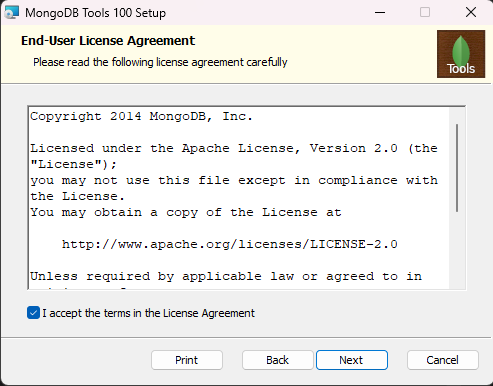 MongoDB Tools 100 Setup
End-User License Agreement
Please read the following license agreement carefully
Tools
Copyright 2014 MongoDB, Inc.
Licensed under the Apache License, Version 2.0 (the
"License");
you may not use this file except in compliance with
the License.
You may obtain a copy of the License at
http://www.apache.org/licenses/LICENSE-2.0
Unless required by applicable law or agreed to in
I accept the terms in the License Agreement
Print
Back
Next
Cancel